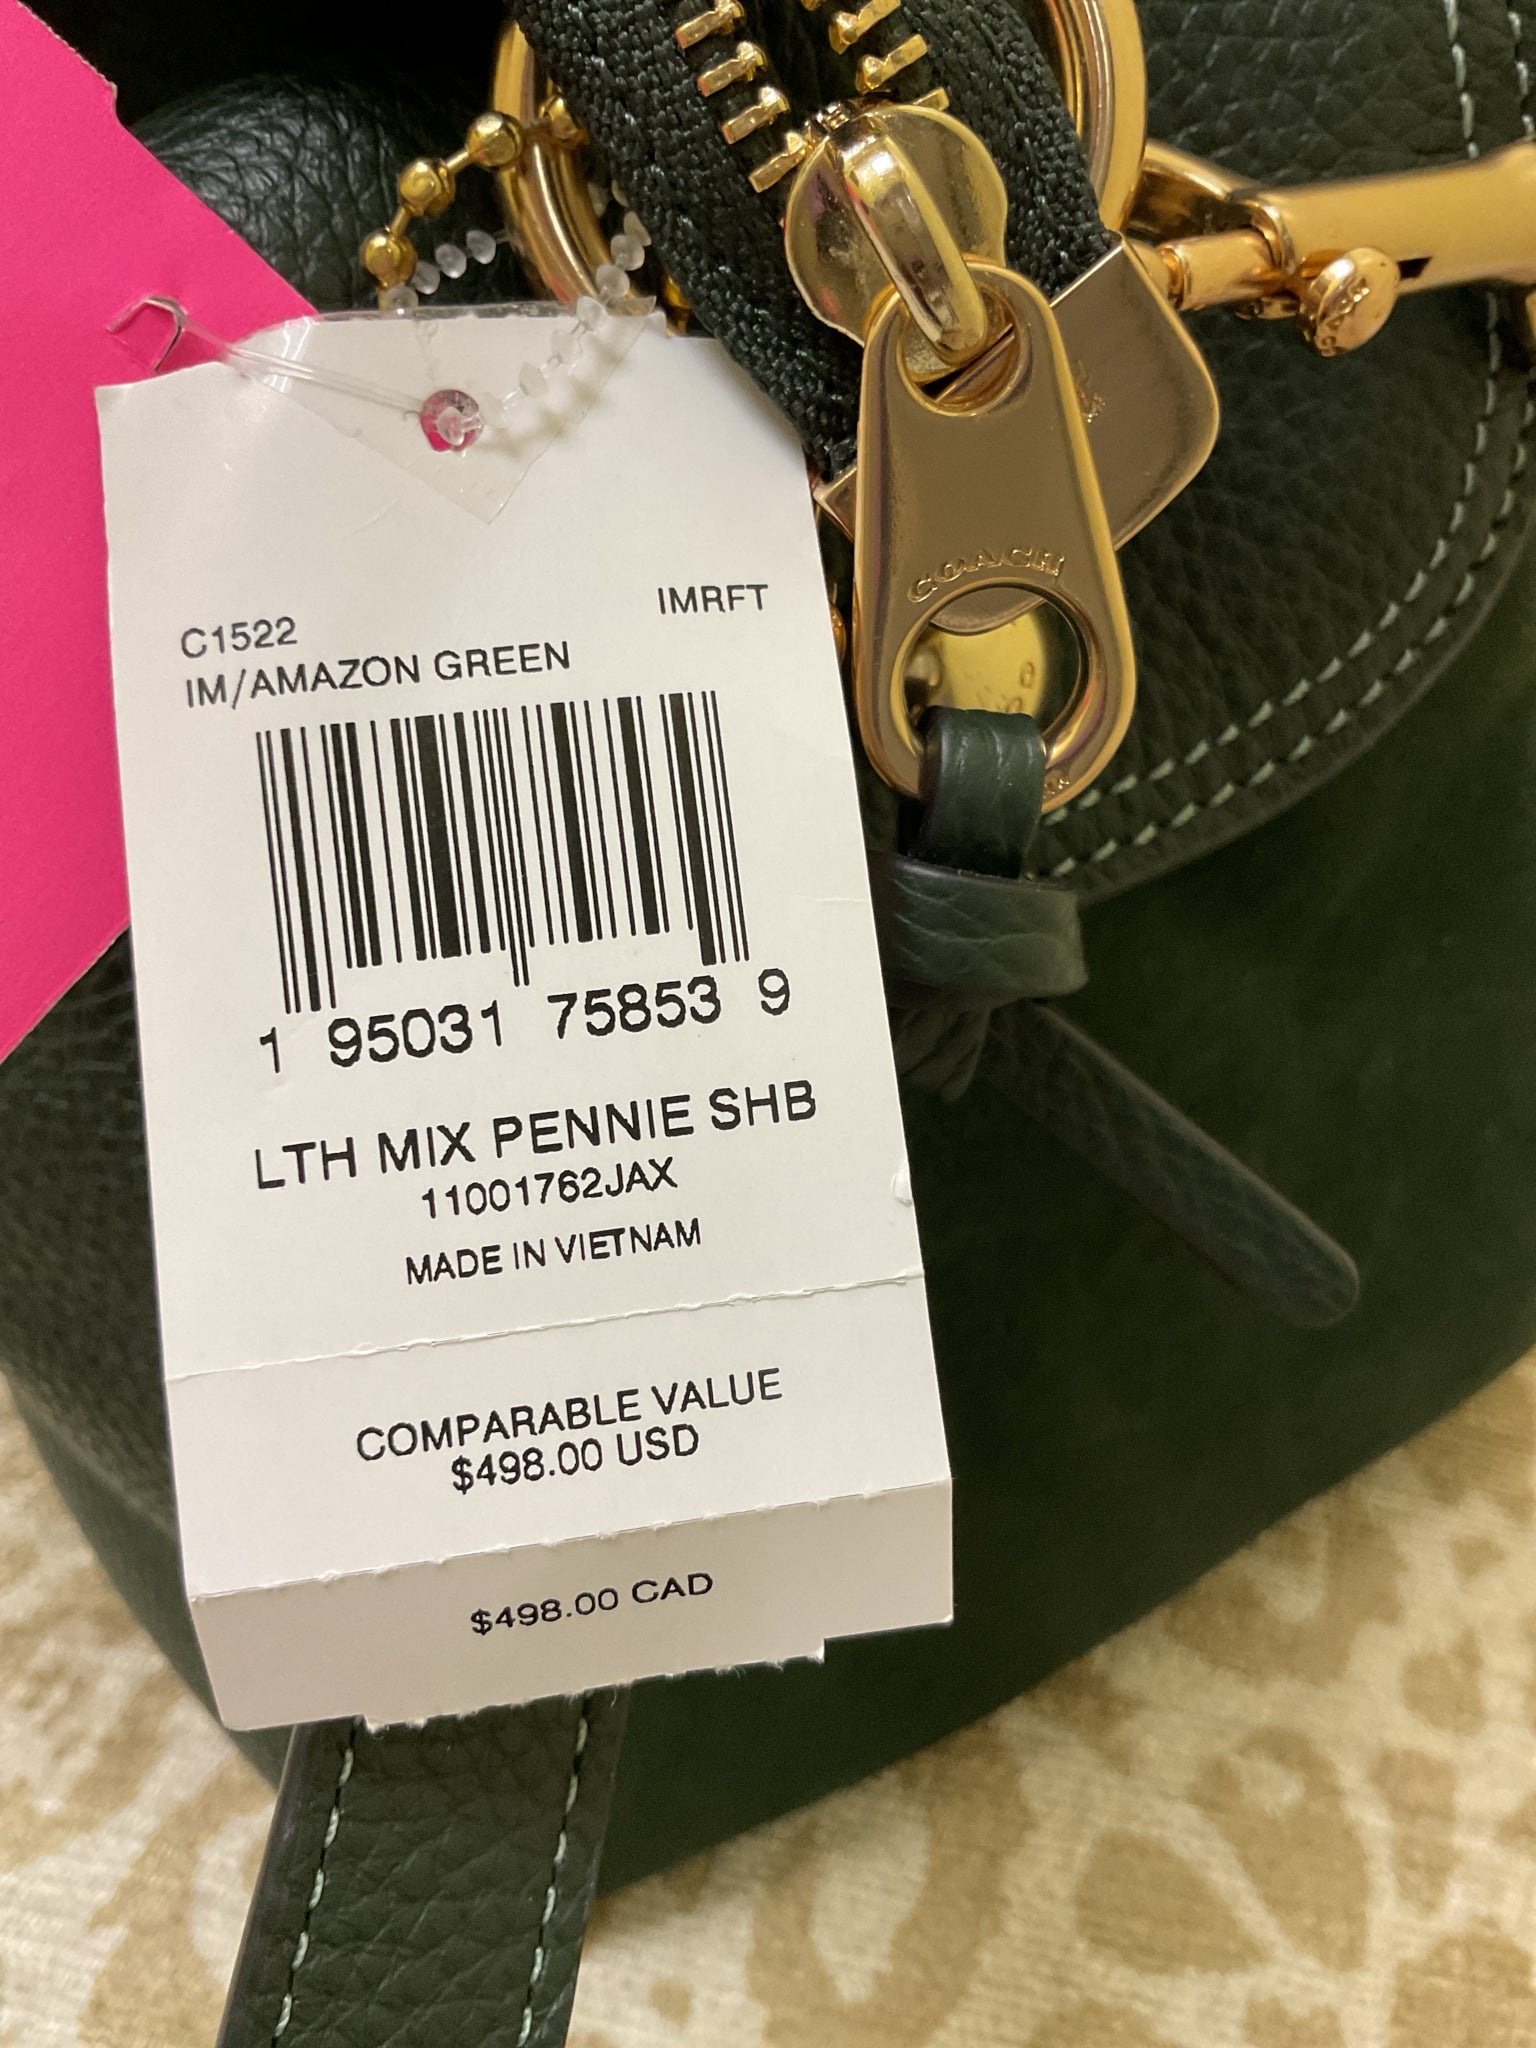 C1522
IMRFT
IM/AMAZON GREEN
1 95031 75853 9
LTH MIX PENNIE SHB
11001762JAX
MADE IN VIETNAM
COMPARABLE VALUE
$498.00 USD
$498.00 CAD
COACH